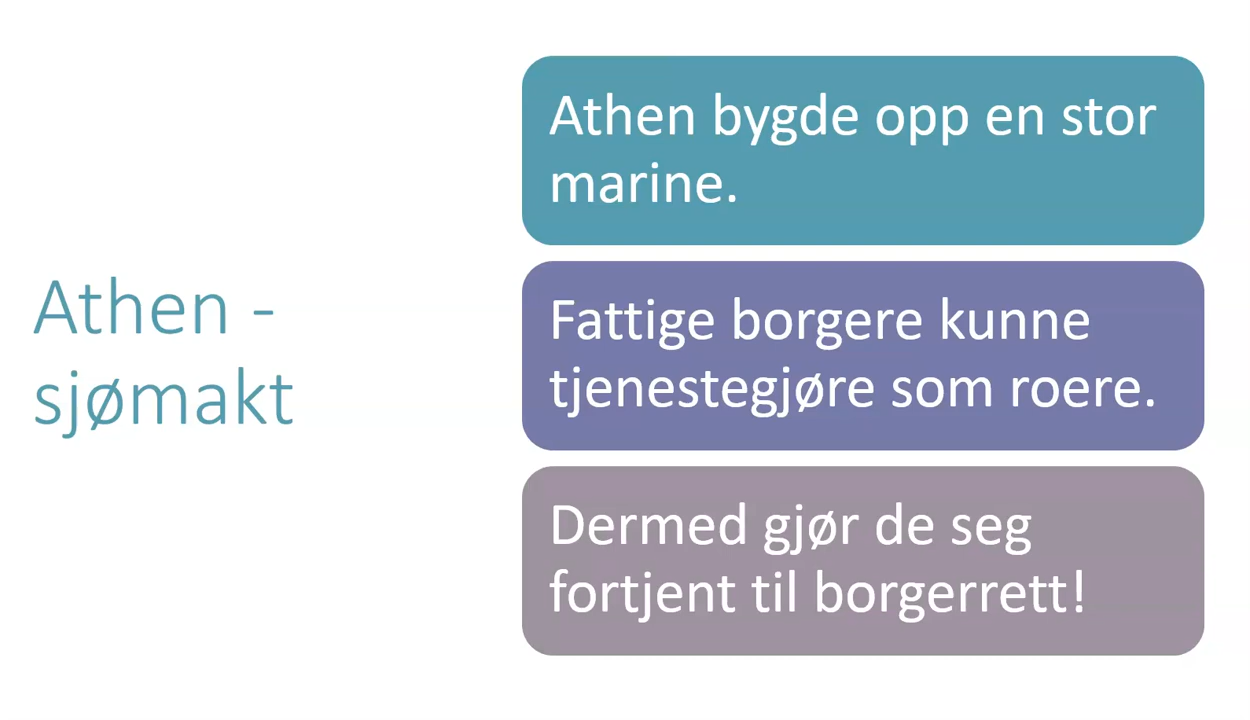 Athen -
sjømakt
Athen bygde opp en stor
marine.
Fattige borgere kunne
tjenestegjøre som roere.
Dermed gjør de seg
fortjent til borgerrett!